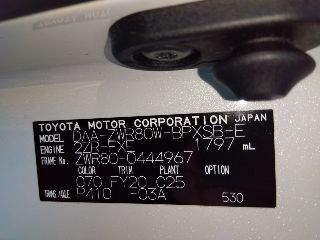 TOYOTA MOTOR CORPORATION JAPAN
MODEL DAA-ZWR80W-BPXSB-E
ENGINE 2ZR-FXE 1797 mL
FRAME No. ZWR80-0444967
COLOR TRIM PLANT
070 FY20 C25
TRANS./AXLE P410 -03A
530